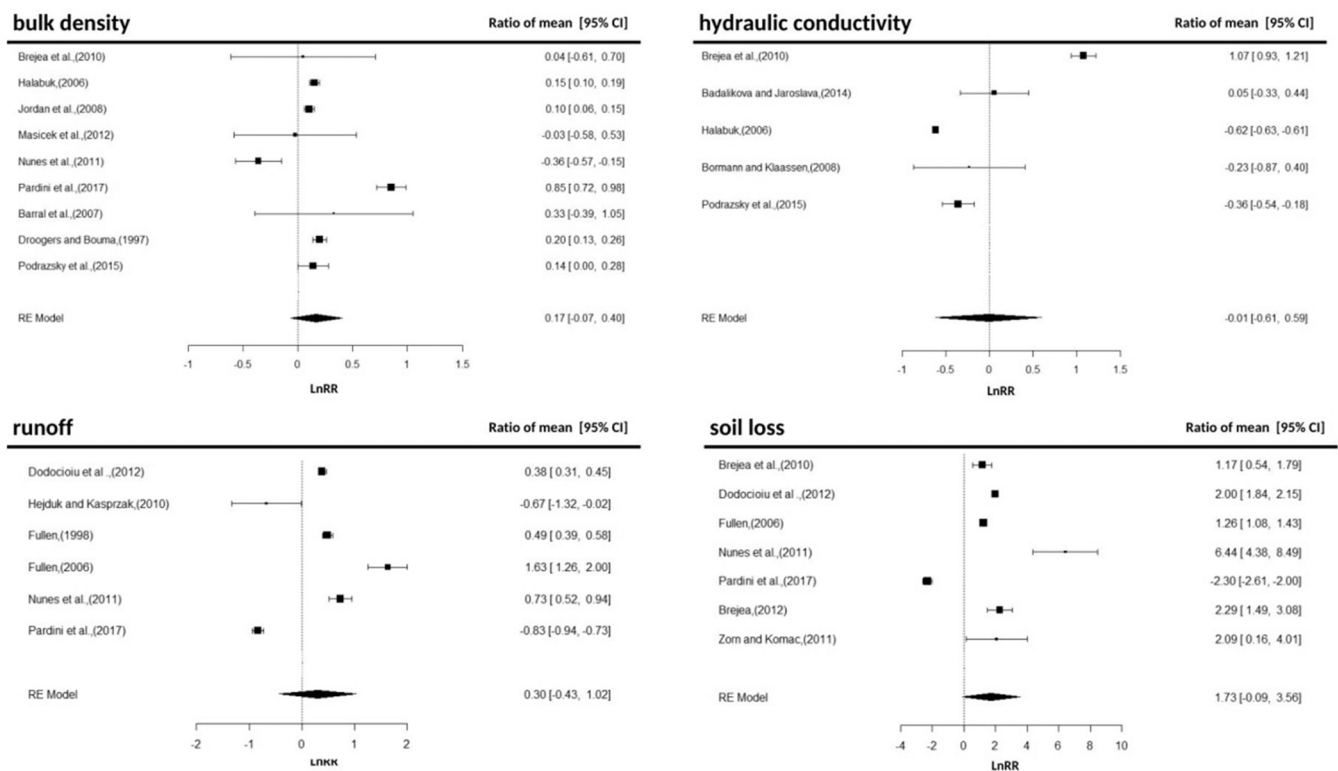 bulk density
Ratio of mean [95% CI]
Brejea et al.,(2010) 0.04 [-0.61, 0.70]
Halabuk,(2006) 0.15 [ 0.10, 0.19]
Jordan et al.,(2008) 0.10 [ 0.06, 0.15]
Masicek et al.,(2012) -0.03 [-0.58, 0.53]
Nunes et al.,(2011) -0.36 [-0.57, -0.15]
Pardini et al.,(2017) 0.85 [ 0.72, 0.98]
Barral et al.,(2007) 0.33 [-0.39, 1.05]
Droogers and Bouma,(1997) 0.20 [ 0.13, 0.26]
Podrazsky et al.,(2015) 0.14 [ 0.00, 0.28]
RE Model 0.17 [-0.07, 0.40]
-1 -0.5 0 0.5 1 1.5
LnRR
hydraulic conductivity
Ratio of mean [95% CI]
Brejea et al.,(2010) 1.07 [ 0.93, 1.21]
Badalikova and Jaroslava,(2014) 0.05 [-0.33, 0.44]
Halabuk,(2006) -0.62 [-0.63, -0.61]
Bormann and Klaassen,(2008) -0.23 [-0.87, 0.40]
Podrazsky et al.,(2015) -0.36 [-0.54, -0.18]
RE Model -0.01 [-0.61, 0.59]
-1 -0.5 0 0.5 1 1.5
LnRR
runoff
Ratio of mean [95% CI]
Dodocioiu et al .,(2012) 0.38 [ 0.31, 0.45]
Hejduk and Kasprzak,(2010) -0.67 [-1.32, -0.02]
Fullen,(1998) 0.49 [ 0.39, 0.58]
Fullen,(2006) 1.63 [ 1.26, 2.00]
Nunes et al.,(2011) 0.73 [ 0.52, 0.94]
Pardini et al.,(2017) -0.83 [-0.94, -0.73]
RE Model 0.30 [-0.43, 1.02]
-2 -1 0 1 2
LnRR
soil loss
Ratio of mean [95% CI]
Brejea et al.,(2010) 1.17 [ 0.54, 1.79]
Dodocioiu et al .,(2012) 2.00 [ 1.84, 2.15]
Fullen,(2006) 1.26 [ 1.08, 1.43]
Nunes et al.,(2011) 6.44 [ 4.38, 8.49]
Pardini et al.,(2017) -2.30 [-2.61, -2.00]
Brejea,(2012) 2.29 [ 1.49, 3.08]
Zorn and Komac,(2011) 2.09 [ 0.16, 4.01]
RE Model 1.73 [-0.09, 3.56]
-4 -2 0 2 4 6 8 10
LnRR